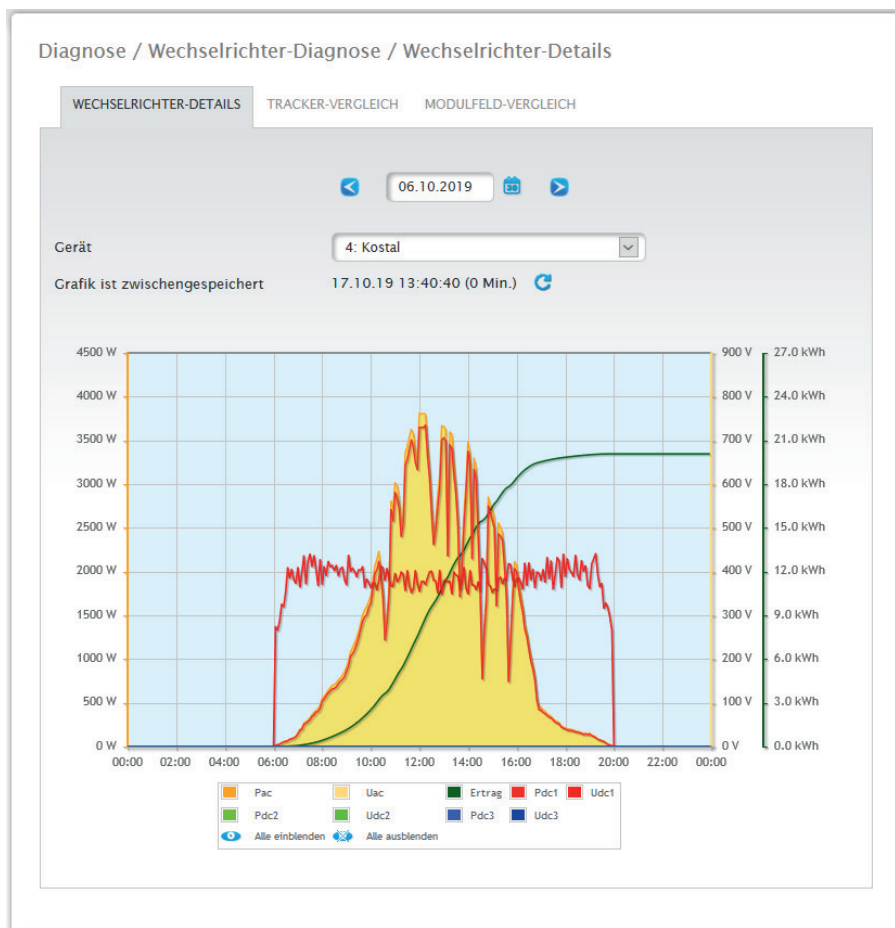 Diagnose / Wechselrichter-Diagnose / Wechselrichter-Details
WECHSELRICHTER-DETAILS TRACKER-VERGLEICH MODULFELD-VERGLEICH
06.10.2019 30
Gerät 4: Kostal
Grafik ist zwischengespeichert 17.10.19 13:40:40 (0 Min.)
4500 W 900 V 27.0 kWh
4000 W 800 V 24.0 kWh
3500 W 700 V 21.0 kWh
3000 W 600 V 18.0 kWh
2500 W 500 V 15.0 kWh
2000 W 400 V 12.0 kWh
1500 W 300 V 9.0 kWh
1000 W 200 V 6.0 kWh
500 W 100 V 3.0 kWh
0 W 0 V 0.0 kWh
00:00 02:00 04:00 06:00 08:00 10:00 12:00 14:00 16:00 18:00 20:00 22:00 00:00
Pac Uac Ertrag Pdc1 Udc1
Pdc2 Udc2 Pdc3 Udc3
Alle einblenden Alle ausblenden